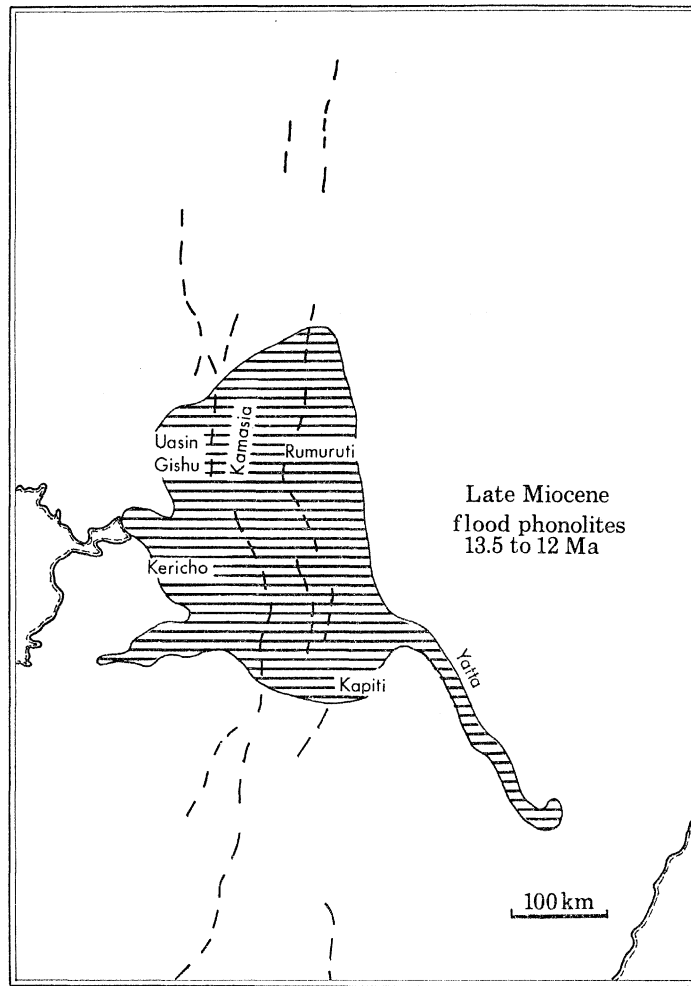 Uasin
Gishu
Kamasia
Rumuruti
Late Miocene
flood phonolites
13.5 to 12 Ma
Kericho
Yatta
Kapiti
100 km